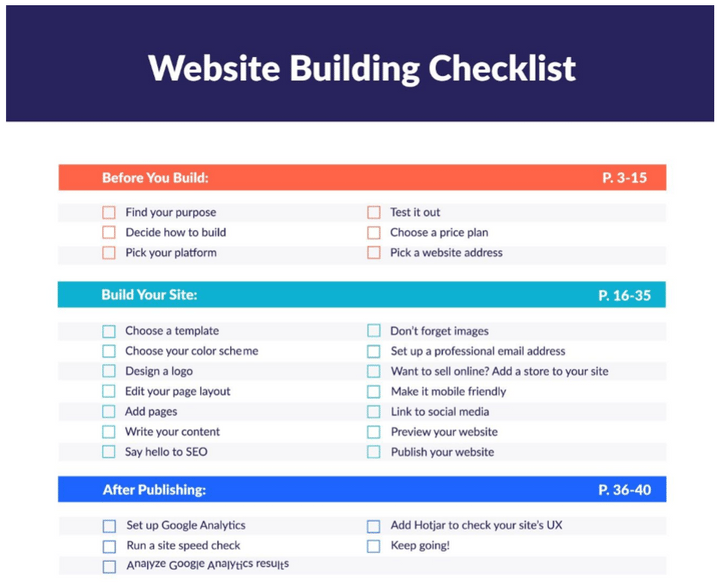 Website Building Checklist
Before You Build: P. 3-15
Find your purpose
Decide how to build
Pick your platform
Test it out
Choose a price plan
Pick a website address
Build Your Site: P. 16-35
Choose a template
Choose your color scheme
Design a logo
Edit your page layout
Add pages
Write your content
Say hello to SEO
Don't forget images
Set up a professional email address
Want to sell online? Add a store to your site
Make it mobile friendly
Link to social media
Preview your website
Publish your website
After Publishing: P. 36-40
Set up Google Analytics
Run a site speed check
Analyze Google Analytics results
Add Hotjar to check your site's UX
Keep going!